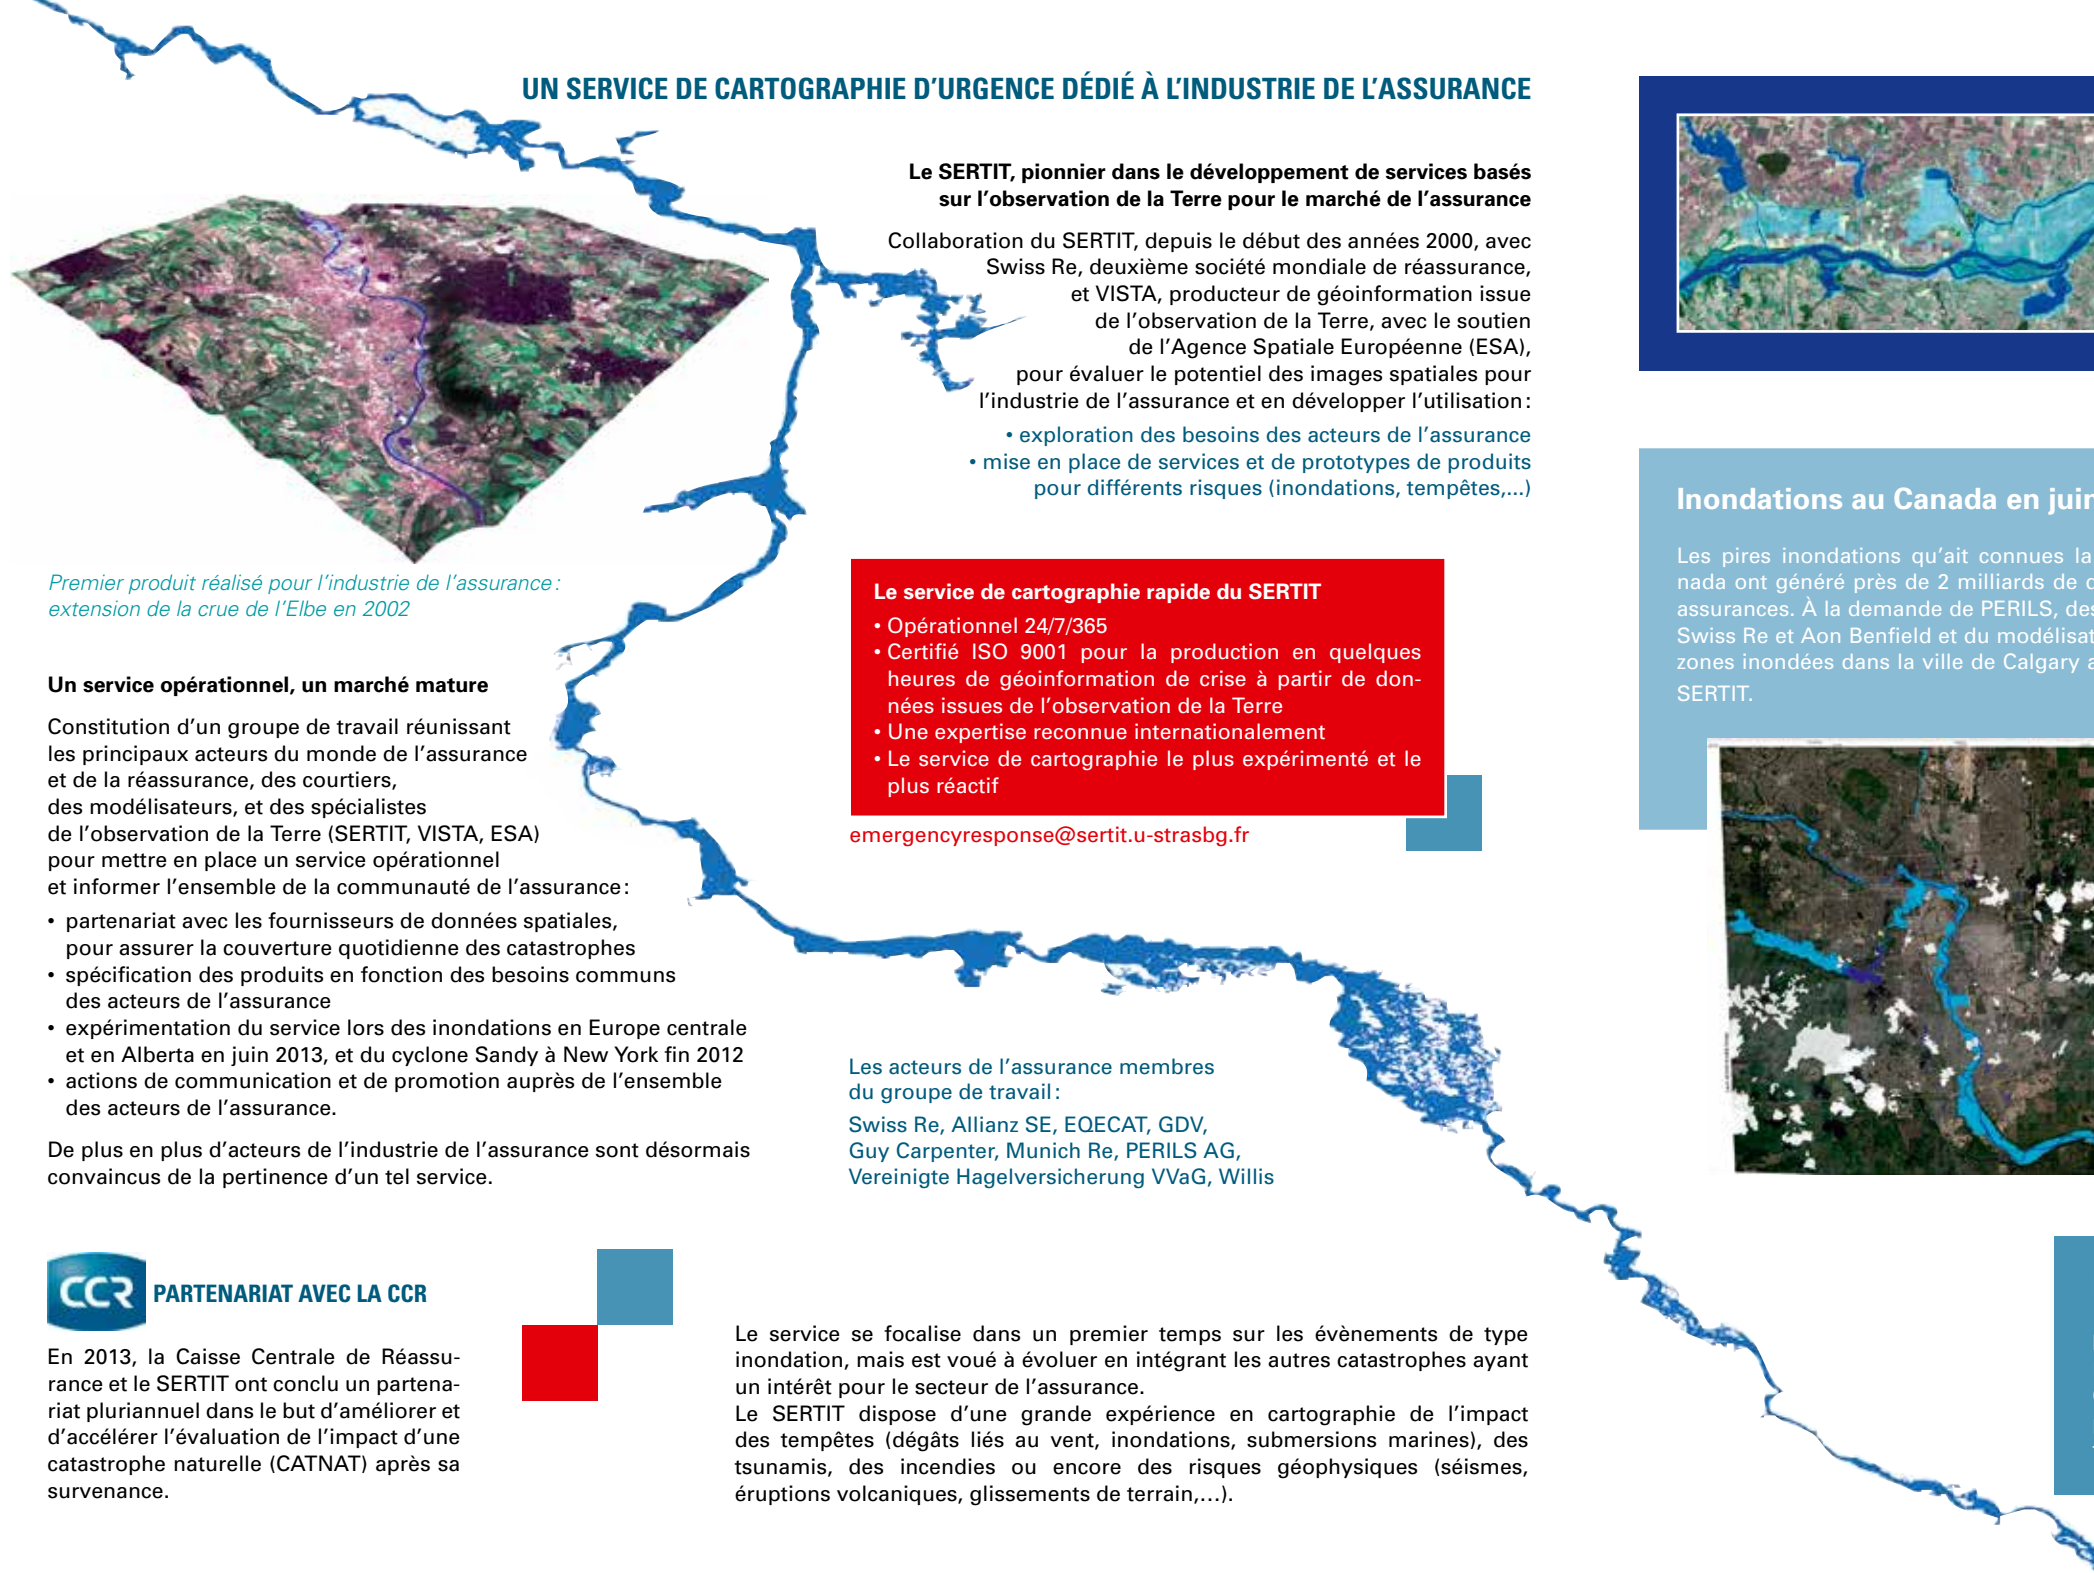 UN SERVICE DE CARTOGRAPHIE D'URGENCE DÉDIÉ À L'INDUSTRIE DE L'ASSURANCE
Le SERTIT, pionnier dans le développement de services basés
sur l'observation de la Terre pour le marché de l'assurance
Collaboration du SERTIT, depuis le début des années 2000, avec
Swiss Re, deuxième société mondiale de réassurance,
et VISTA, producteur de géoinformation issue
de l'observation de la Terre, avec le soutien
de l'Agence Spatiale Européenne (ESA),
pour évaluer le potentiel des images spatiales pour
l'industrie de l'assurance et en développer l'utilisation :
• exploration des besoins des acteurs de l'assurance
• mise en place de services et de prototypes de produits
pour différents risques (inondations, tempêtes,...)
Premier produit réalisé pour l'industrie de l'assurance :
extension de la crue de l'Elbe en 2002
Un service opérationnel, un marché mature
Constitution d'un groupe de travail réunissant
les principaux acteurs du monde de l'assurance
et de la réassurance, des courtiers,
des modélisateurs, et des spécialistes
de l'observation de la Terre (SERTIT, VISTA, ESA)
pour mettre en place un service opérationnel
et informer l'ensemble de la communauté de l'assurance :
• partenariat avec les fournisseurs de données spatiales,
pour assurer la couverture quotidienne des catastrophes
• spécification des produits en fonction des besoins communs
des acteurs de l'assurance
• expérimentation du service lors des inondations en Europe centrale
et en Alberta en juin 2013, et du cyclone Sandy à New York fin 2012
• actions de communication et de promotion auprès de l'ensemble
des acteurs de l'assurance.
De plus en plus d'acteurs de l'industrie de l'assurance sont désormais
convaincus de la pertinence d'un tel service.
Le service de cartographie rapide du SERTIT
• Opérationnel 24/7/365
• Certifié ISO 9001 pour la production en quelques
heures de géoinformation de crise à partir de don-
nées issues de l'observation de la Terre
• Une expertise reconnue internationalement
• Le service de cartographie le plus expérimenté et le
plus réactif
emergencyresponse@sertit.u-strasbg.fr
Les acteurs de l'assurance membres
du groupe de travail :
Swiss Re, Allianz SE, EQECAT, GDV,
Guy Carpenter, Munich Re, PERILS AG,
Vereinigte Hagelversicherung VVaG, Willis
CCR PARTENARIAT AVEC LA CCR
En 2013, la Caisse Centrale de Réassu-
rance et le SERTIT ont conclu un partena-
riat pluriannuel dans le but d'améliorer et
d'accélérer l'évaluation de l'impact d'une
catastrophe naturelle (CATNAT) après sa
survenance.
Le service se focalise dans un premier temps sur les évènements de type
inondation, mais est voué à évoluer en intégrant les autres catastrophes ayant
un intérêt pour le secteur de l'assurance.
Le SERTIT dispose d'une grande expérience en cartographie de l'impact
des tempêtes (dégâts liés au vent, inondations, submersions marines), des
tsunamis, des incendies ou encore des risques géophysiques (séismes,
éruptions volcaniques, glissements de terrain,…).
Inondations au Canada en juin
Les pires inondations qu'ait connues la
nada ont généré près de 2 milliards de
assurances. À la demande de PERILS, des
Swiss Re et Aon Benfield et du modélisat
zones inondées dans la ville de Calgary
SERTIT.